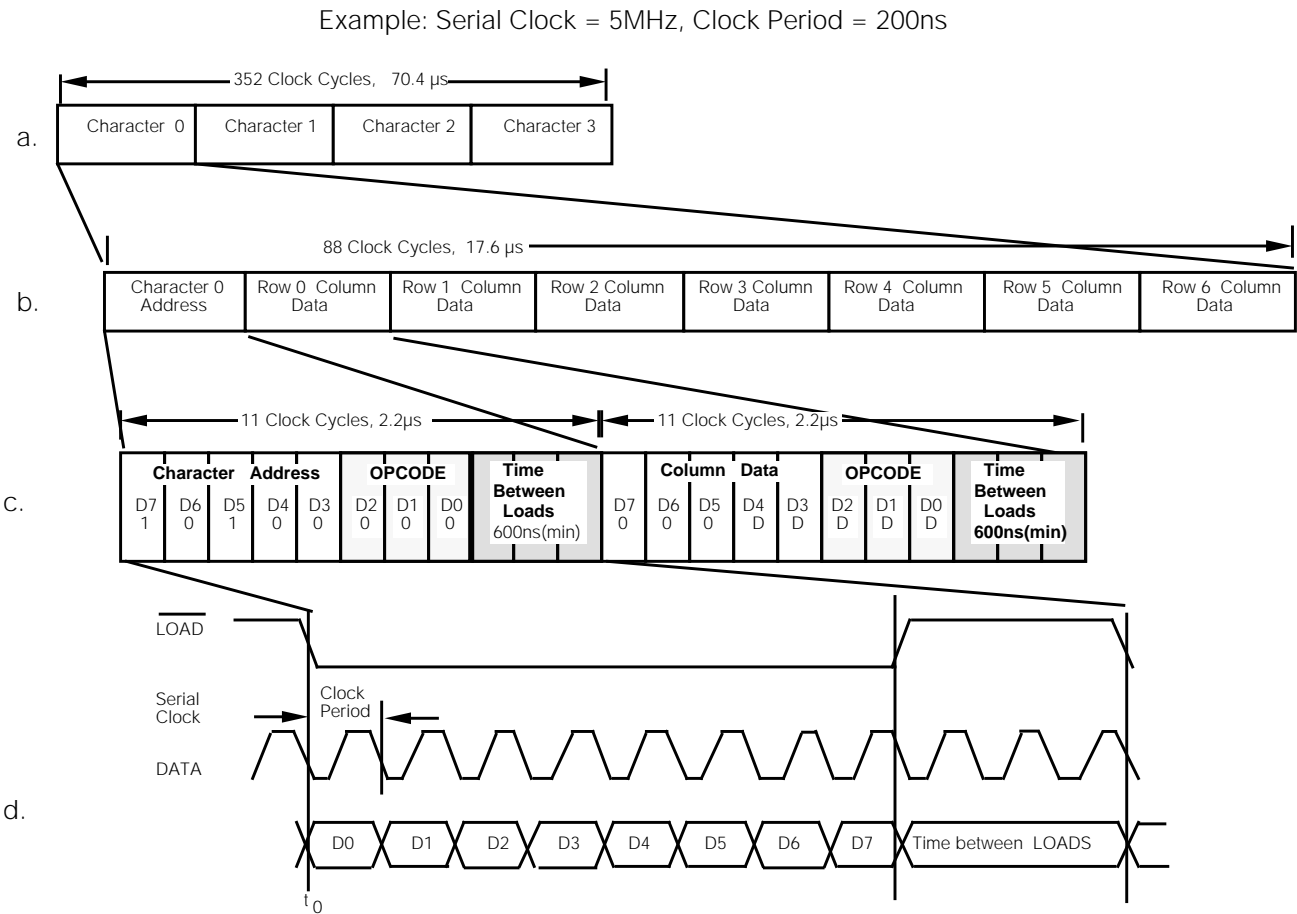 Example: Serial Clock = 5MHz, Clock Period = 200ns
352 Clock Cycles, 70.4 µs
a.
Character 0
Character 1
Character 2
Character 3
88 Clock Cycles, 17.6 µs
b.
Character 0
Address
Row 0 Column
Data
Row 1 Column
Data
Row 2 Column
Data
Row 3 Column
Data
Row 4 Column
Data
Row 5 Column
Data
Row 6 Column
Data
11 Clock Cycles, 2.2µs
11 Clock Cycles, 2.2µs
c.
Character Address
OPCODE
Time
Between
Loads
600ns(min)
D7 D6 D5 D4 D3 D2 D1 D0
1 0 1 0 0 0 0 0
Column Data
OPCODE
Time
Between
Loads
600ns(min)
D7 D6 D5 D4 D3 D2 D1 D0
0 0 0 D D D D D
LOAD
Serial
Clock
Clock
Period
DATA
d.
D0 D1 D2 D3 D4 D5 D6 D7 Time between LOADS
t0